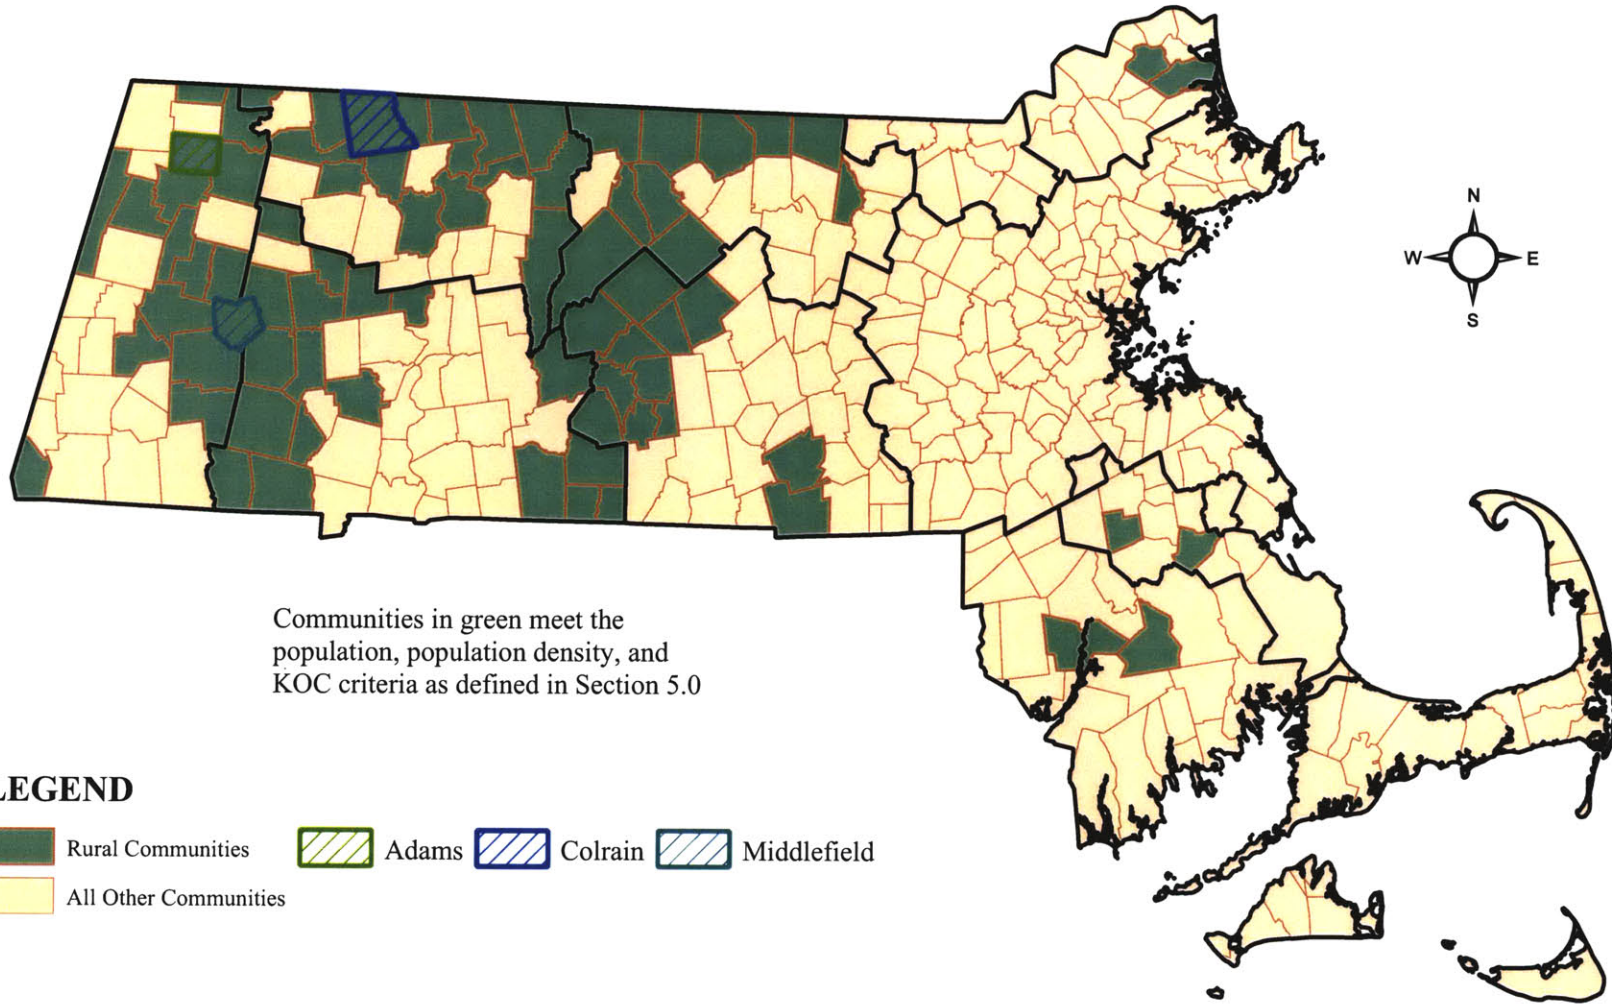 N
W E
S
Communities in green meet the
population, population density, and
KOC criteria as defined in Section 5.0
LEGEND
Rural Communities Adams Colrain Middlefield
All Other Communities